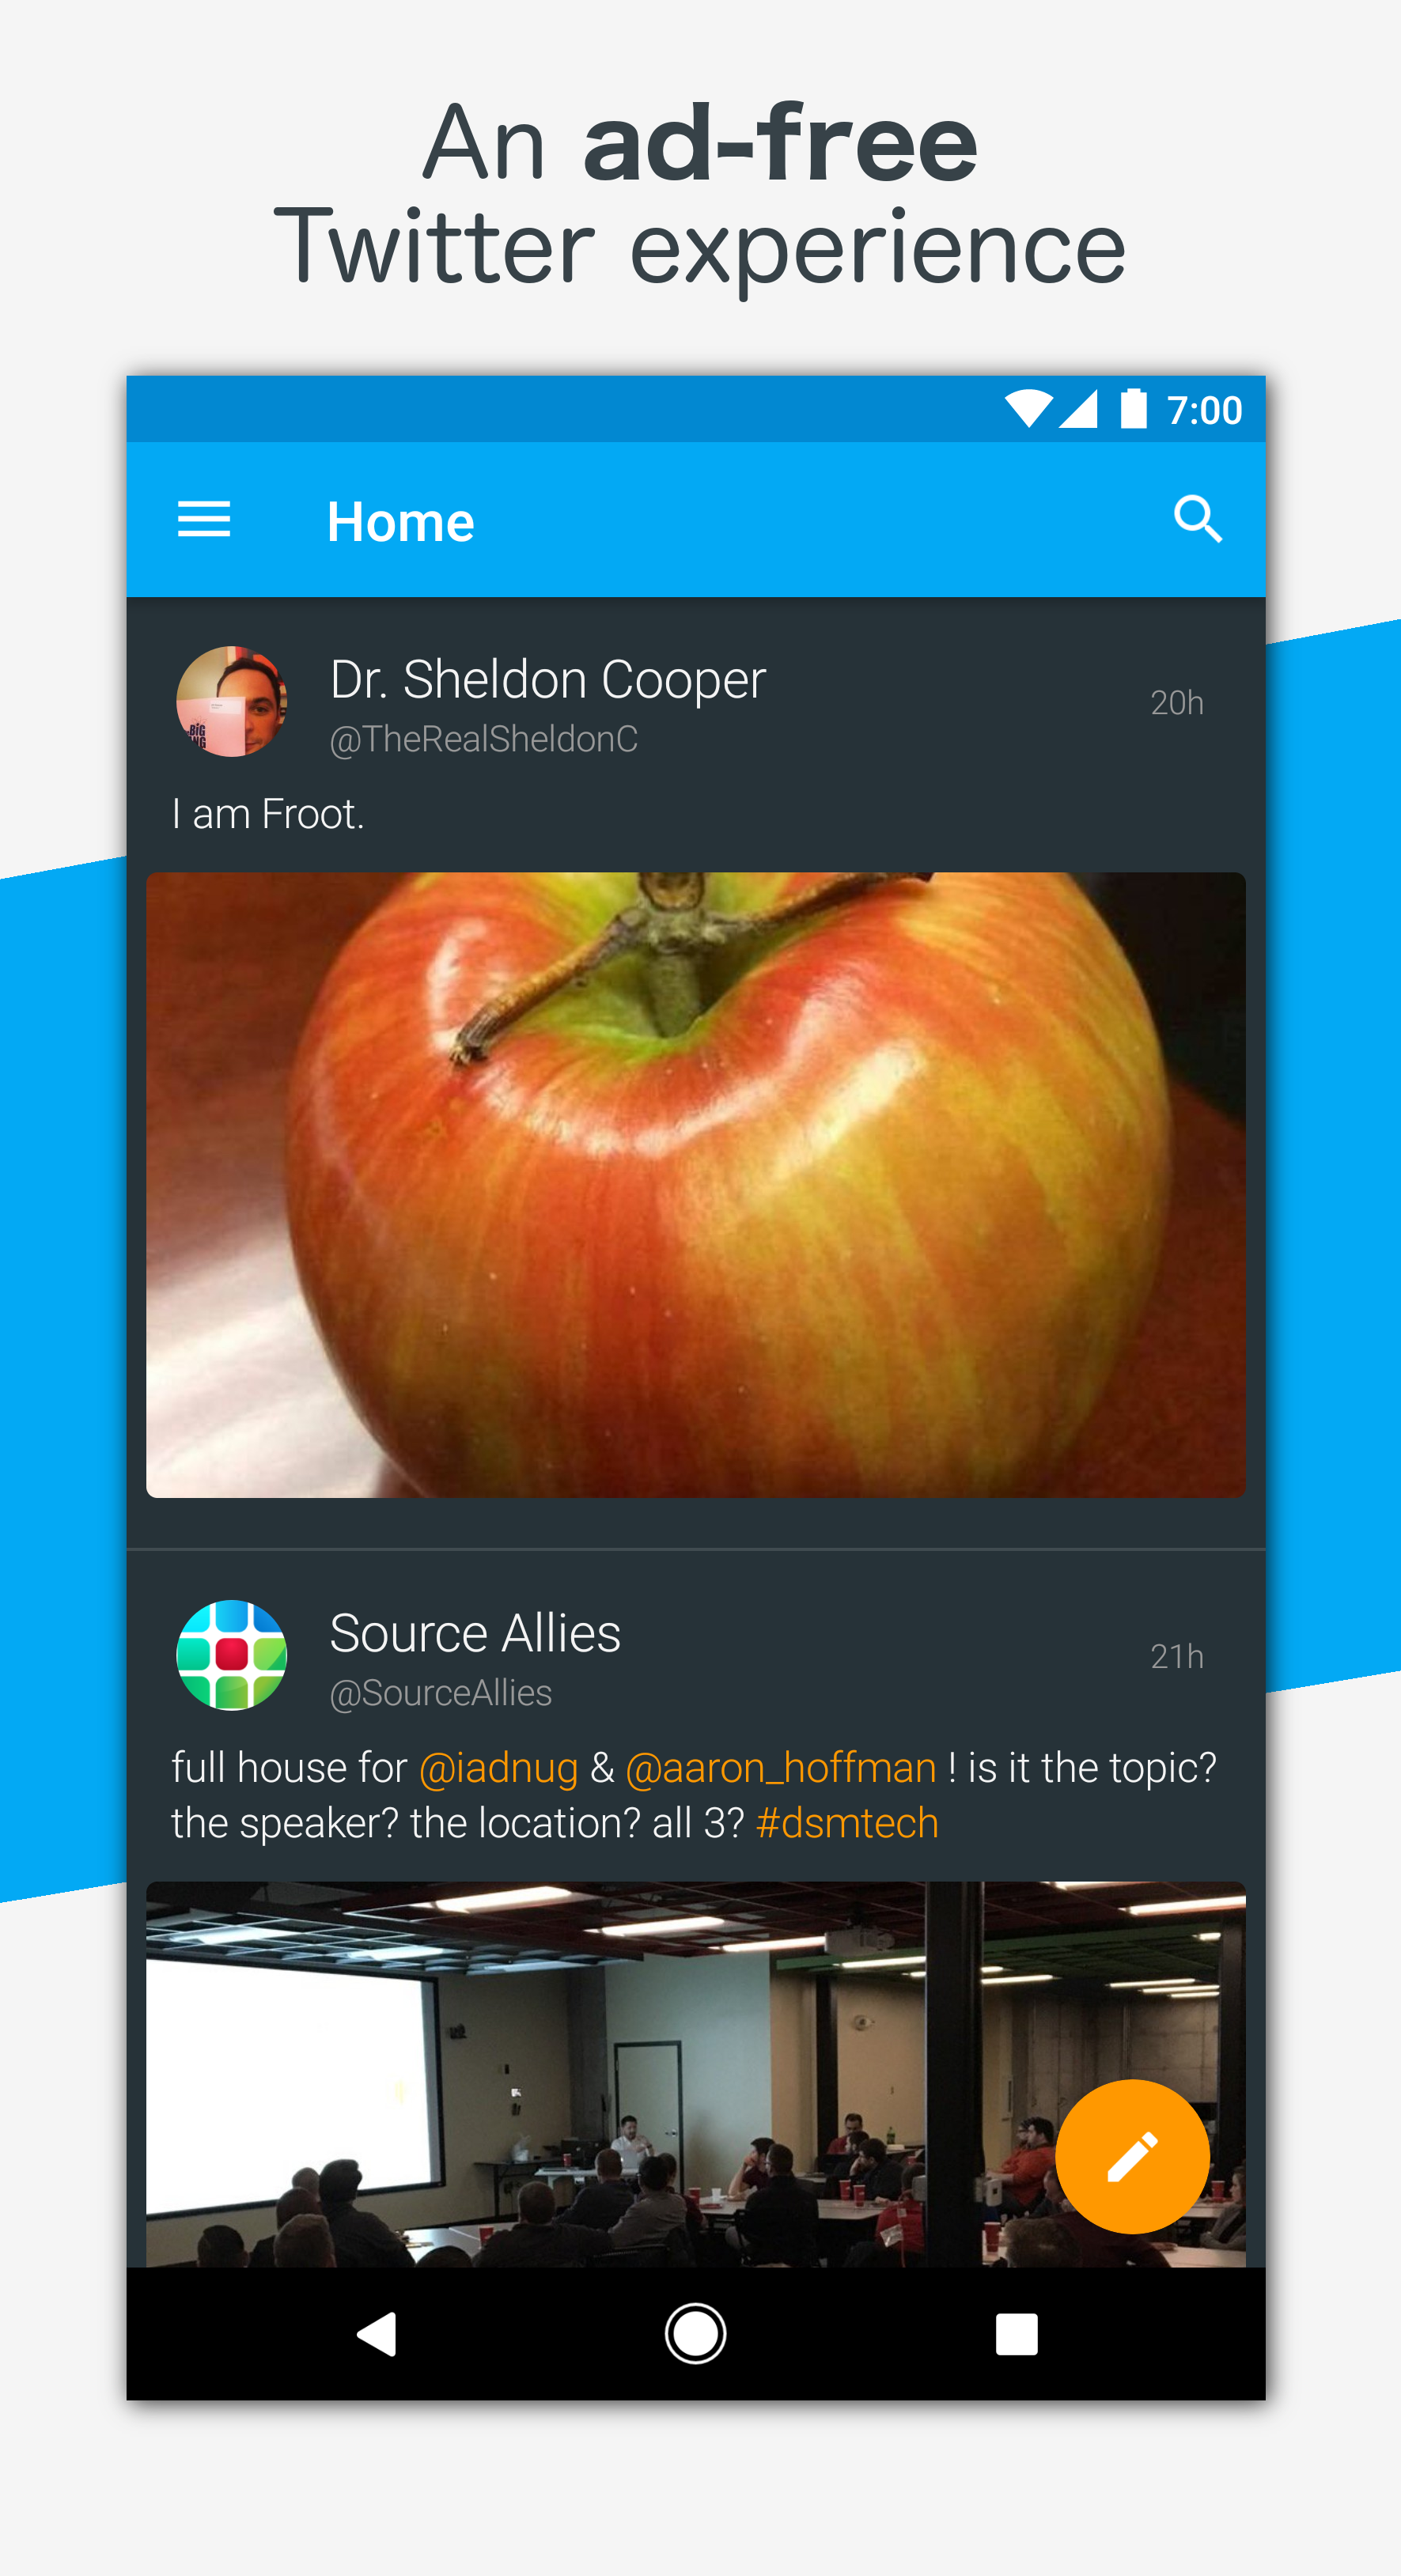 An ad-free
Twitter experience
7:00
Home
Dr. Sheldon Cooper
20h
@TheRealSheldonC
BiG
I am Froot.
Source Allies
21h
@SourceAllies
full house for @iadnug & @aaron_hoffman ! is it the topic?
the speaker? the location? all 3? #dsmtech